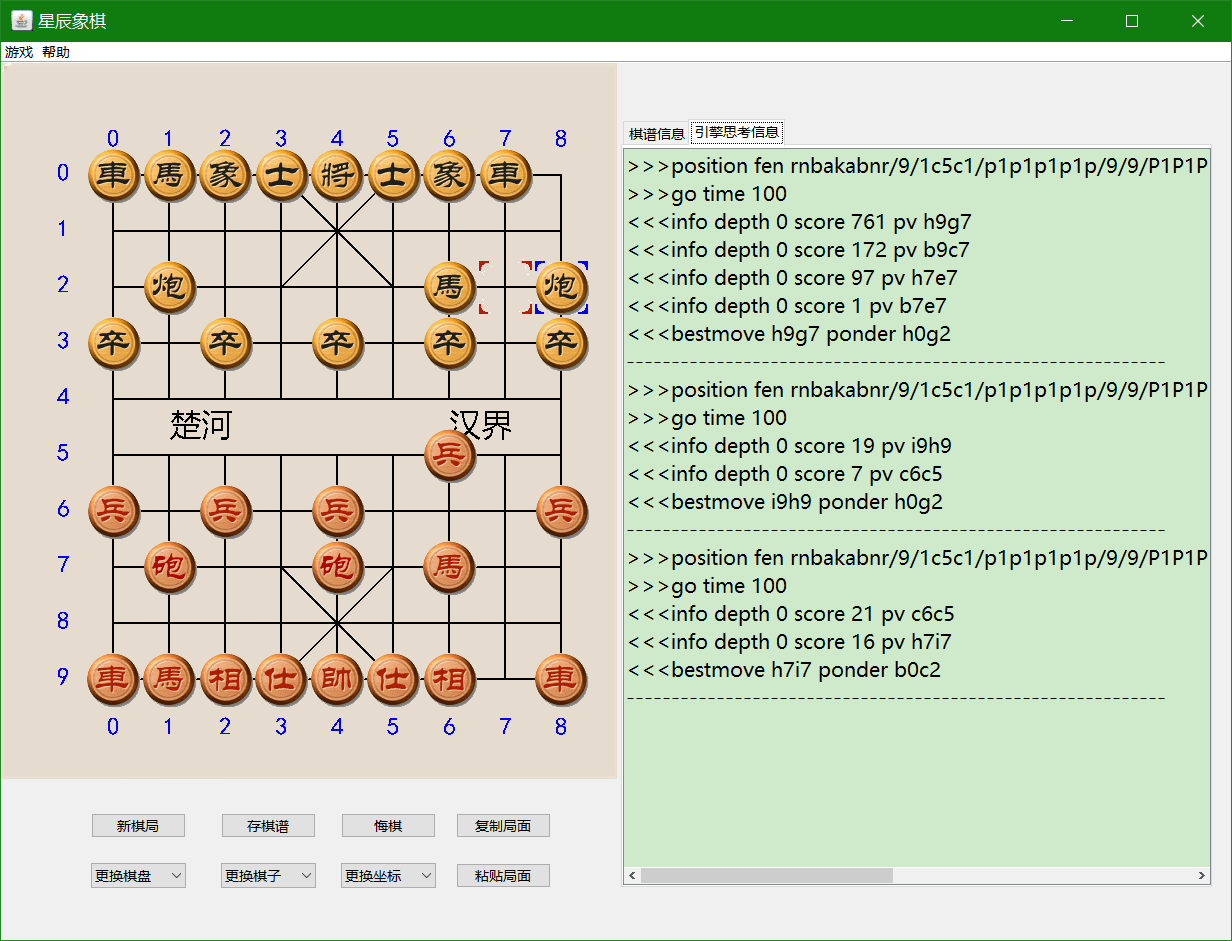 星辰象棋
游戏 帮助
0 1 2 3 4 5 6 7 8
0 車 馬 象 士 將 士 象 車
1
2 炮 馬 炮
3 卒 卒 卒 卒 卒
4
楚河 汉界
5 兵
6 兵 兵 兵 兵
7 砲 砲 馬
8
9 車 馬 相 仕 帥 仕 相 車
0 1 2 3 4 5 6 7 8
新棋局 存棋谱 悔棋 复制局面
更换棋盘 更换棋子 更换坐标 粘贴局面
棋谱信息 引擎思考信息
>>>position fen rnbakabnr/9/1c5c1/p1p1p1p1p/9/9/P1P1P
>>>go time 100
<<<info depth 0 score 761 pv h9g7
<<<info depth 0 score 172 pv b9c7
<<<info depth 0 score 97 pv h7e7
<<<info depth 0 score 1 pv b7e7
<<<bestmove h9g7 ponder h0g2
------------------------------------------------------------
>>>position fen rnbakabnr/9/1c5c1/p1p1p1p1p/9/9/P1P1P
>>>go time 100
<<<info depth 0 score 19 pv i9h9
<<<info depth 0 score 7 pv c6c5
<<<bestmove i9h9 ponder h0g2
------------------------------------------------------------
>>>position fen rnbakabnr/9/1c5c1/p1p1p1p1p/9/9/P1P1P
>>>go time 100
<<<info depth 0 score 21 pv c6c5
<<<info depth 0 score 16 pv h7i7
<<<bestmove h7i7 ponder b0c2
------------------------------------------------------------